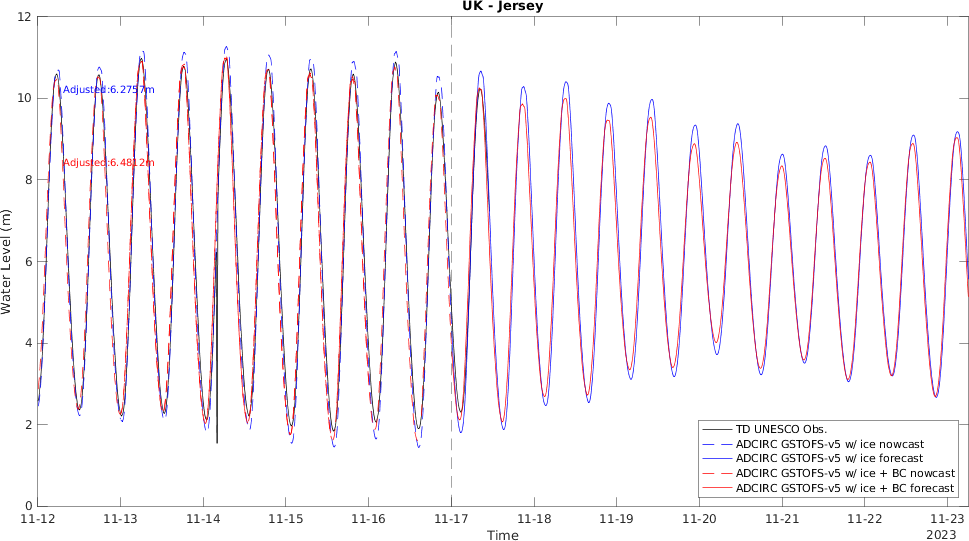 UK - Jersey
12
10
8
6
4
2
0
Water Level (m)
Adjusted:6.2757m
Adjusted:6.4812m
TD UNESCO Obs.
ADCIRC GSTOFS-v5 w/ ice nowcast
ADCIRC GSTOFS-v5 w/ ice forecast
ADCIRC GSTOFS-v5 w/ ice + BC nowcast
ADCIRC GSTOFS-v5 w/ ice + BC forecast
11-12 11-13 11-14 11-15 11-16 11-17 11-18 11-19 11-20 11-21 11-22 11-23
Time
2023